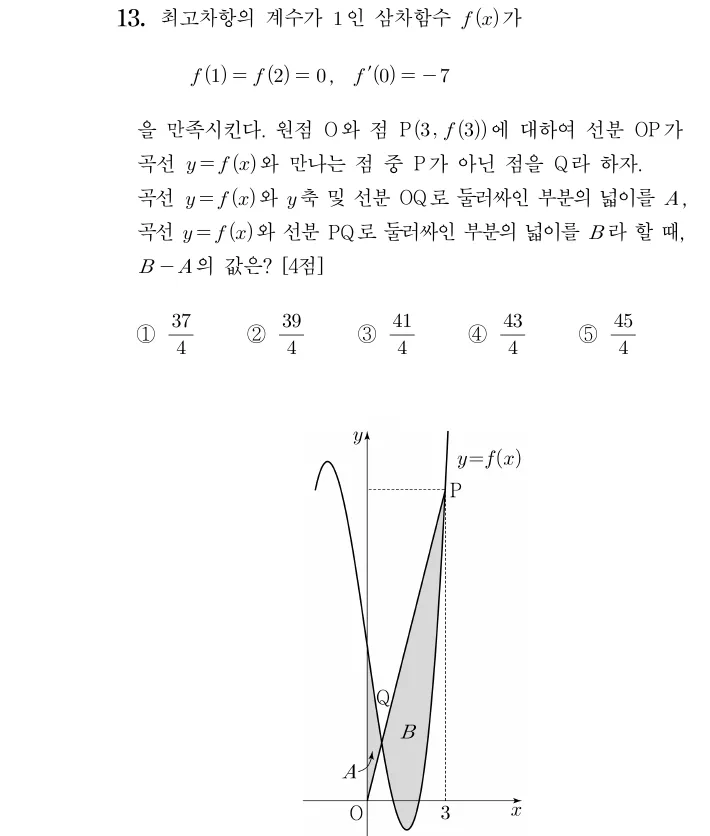 13. 최고차항의 계수가 1인 삼차함수 f(x)가
f(1)=f(2)=0, f′(0)=−7
을 만족시킨다. 원점 O와 점 P(3, f(3))에 대하여 선분 OP가
곡선 y=f(x)와 만나는 점 중 P가 아닌 점을 Q라 하자.
곡선 y=f(x)와 y축 및 선분 OQ로 둘러싸인 부분의 넓이를 A,
곡선 y=f(x)와 선분 PQ로 둘러싸인 부분의 넓이를 B라 할 때,
B−A의 값은? [4점]
① 37/4 ② 39/4 ③ 41/4 ④ 43/4 ⑤ 45/4
y
y=f(x)
P
Q
B
A
O 3 x